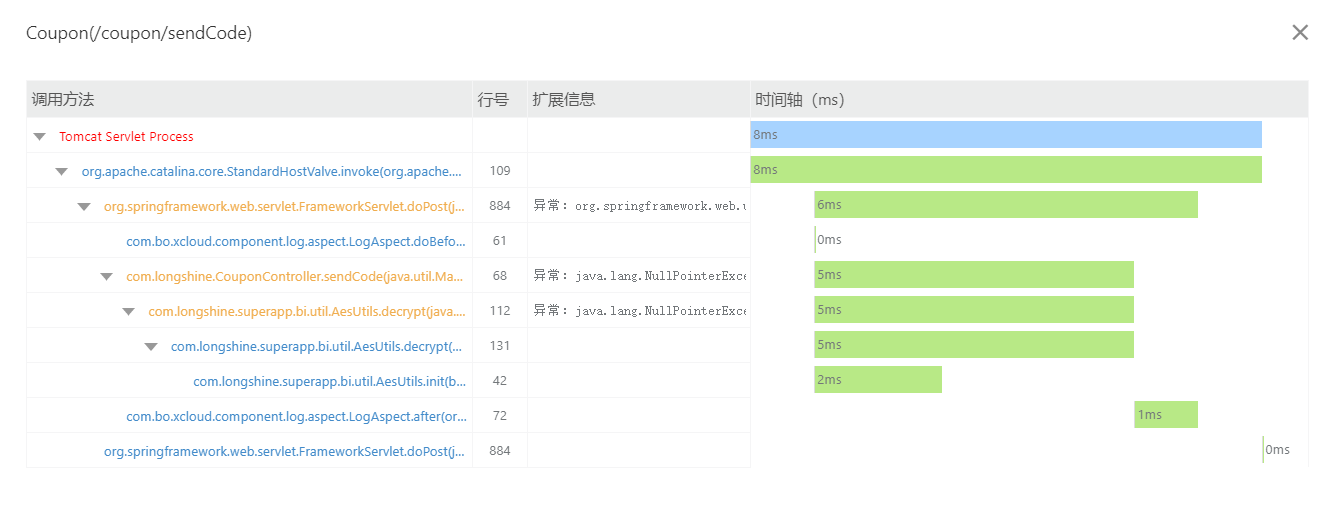 Coupon(/coupon/sendCode)
调用方法 行号 扩展信息 时间轴（ms）
Tomcat Servlet Process 8ms
org.apache.catalina.core.StandardHostValve.invoke(org.apache.... 109 8ms
org.springframework.web.servlet.FrameworkServlet.doPost(j... 884 异常: org.springframework.web.u 6ms
com.bo.xcloud.component.log.aspect.LogAspect.doBefo... 61 0ms
com.longshine.CouponController.sendCode(java.util.Ma... 68 异常: java.lang.NullPointerExce 5ms
com.longshine.superapp.bi.util.AesUtils.decrypt(java.... 112 异常: java.lang.NullPointerExce 5ms
com.longshine.superapp.bi.util.AesUtils.decrypt(... 131 5ms
com.longshine.superapp.bi.util.AesUtils.init(b... 42 2ms
com.bo.xcloud.component.log.aspect.LogAspect.after(or... 72 1ms
org.springframework.web.servlet.FrameworkServlet.doPost(j... 884 0ms